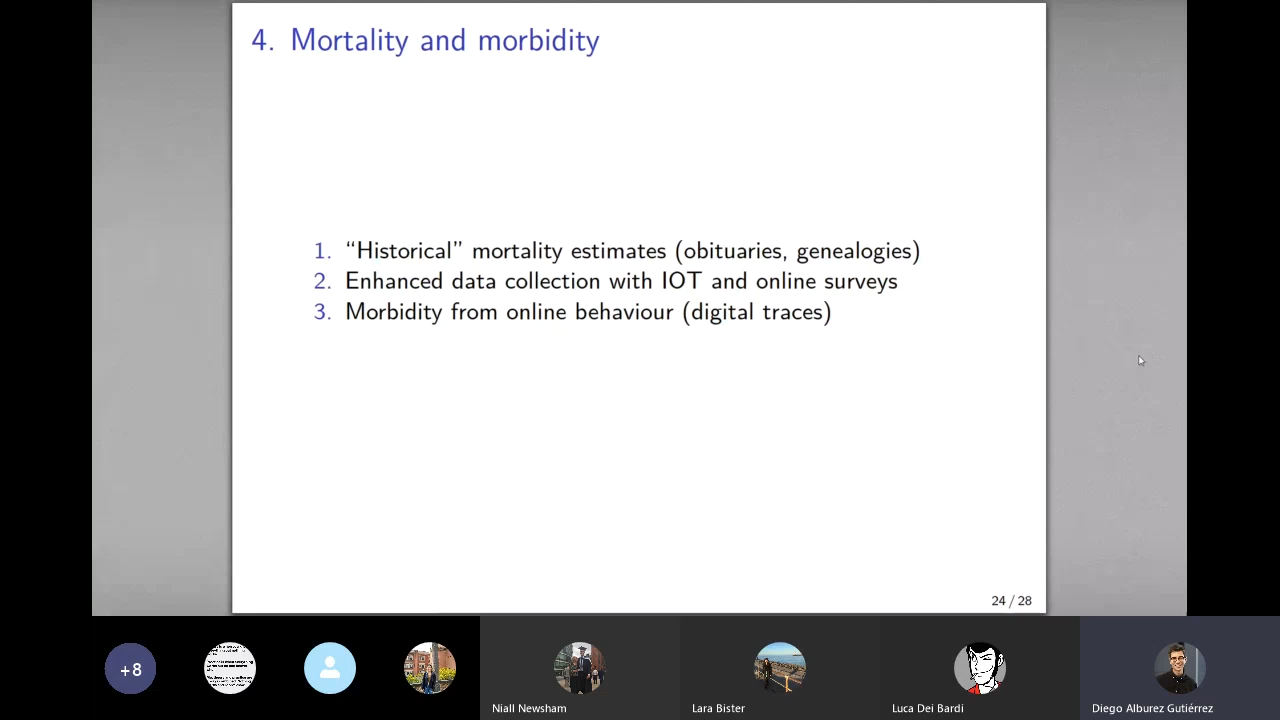 4. Mortality and morbidity
1. “Historical” mortality estimates (obituaries, genealogies)
2. Enhanced data collection with IOT and online surveys
3. Morbidity from online behaviour (digital traces)
24 / 28
+8
Niall Newsham
Lara Bister
Luca Dei Bardi
Diego Alburez Gutiérrez